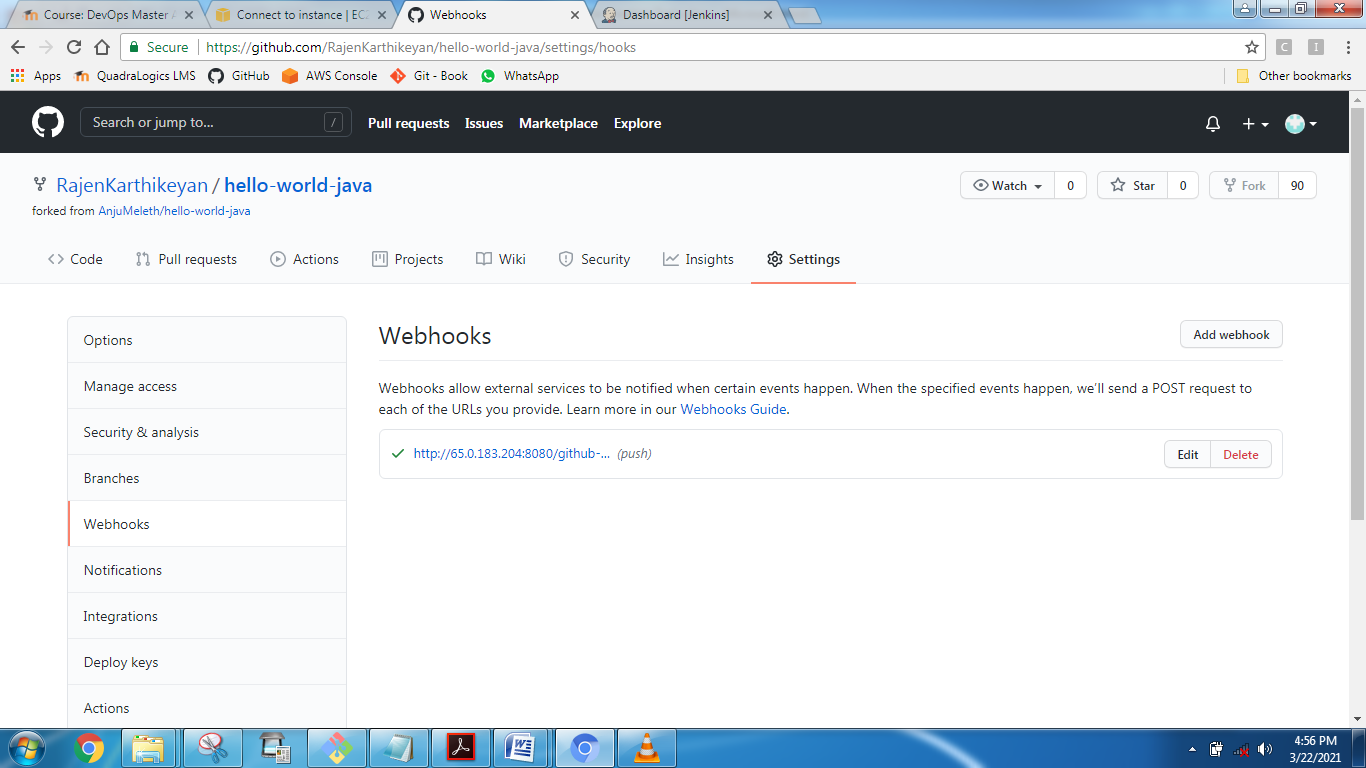 Course: DevOps Master A
Connect to instance | EC2
Webhooks
Dashboard [Jenkins]
Secure
https://github.com/RajenKarthikeyan/hello-world-java/settings/hooks
Apps
QuadraLogics LMS
GitHub
AWS Console
Git - Book
WhatsApp
Other bookmarks
Search or jump to...
/
Pull requests
Issues
Marketplace
Explore
RajenKarthikeyan / hello-world-java
Watch 0
Star 0
Fork 90
forked from AnjuMeleth/hello-world-java
Code
Pull requests
Actions
Projects
Wiki
Security
Insights
Settings
Options
Manage access
Security & analysis
Branches
Webhooks
Notifications
Integrations
Deploy keys
Actions
Webhooks
Add webhook
Webhooks allow external services to be notified when certain events happen. When the specified events happen, we'll send a POST request to
each of the URLs you provide. Learn more in our Webhooks Guide.
http://65.0.183.204:8080/github-... (push)
Edit
Delete
4:56 PM
3/22/2021